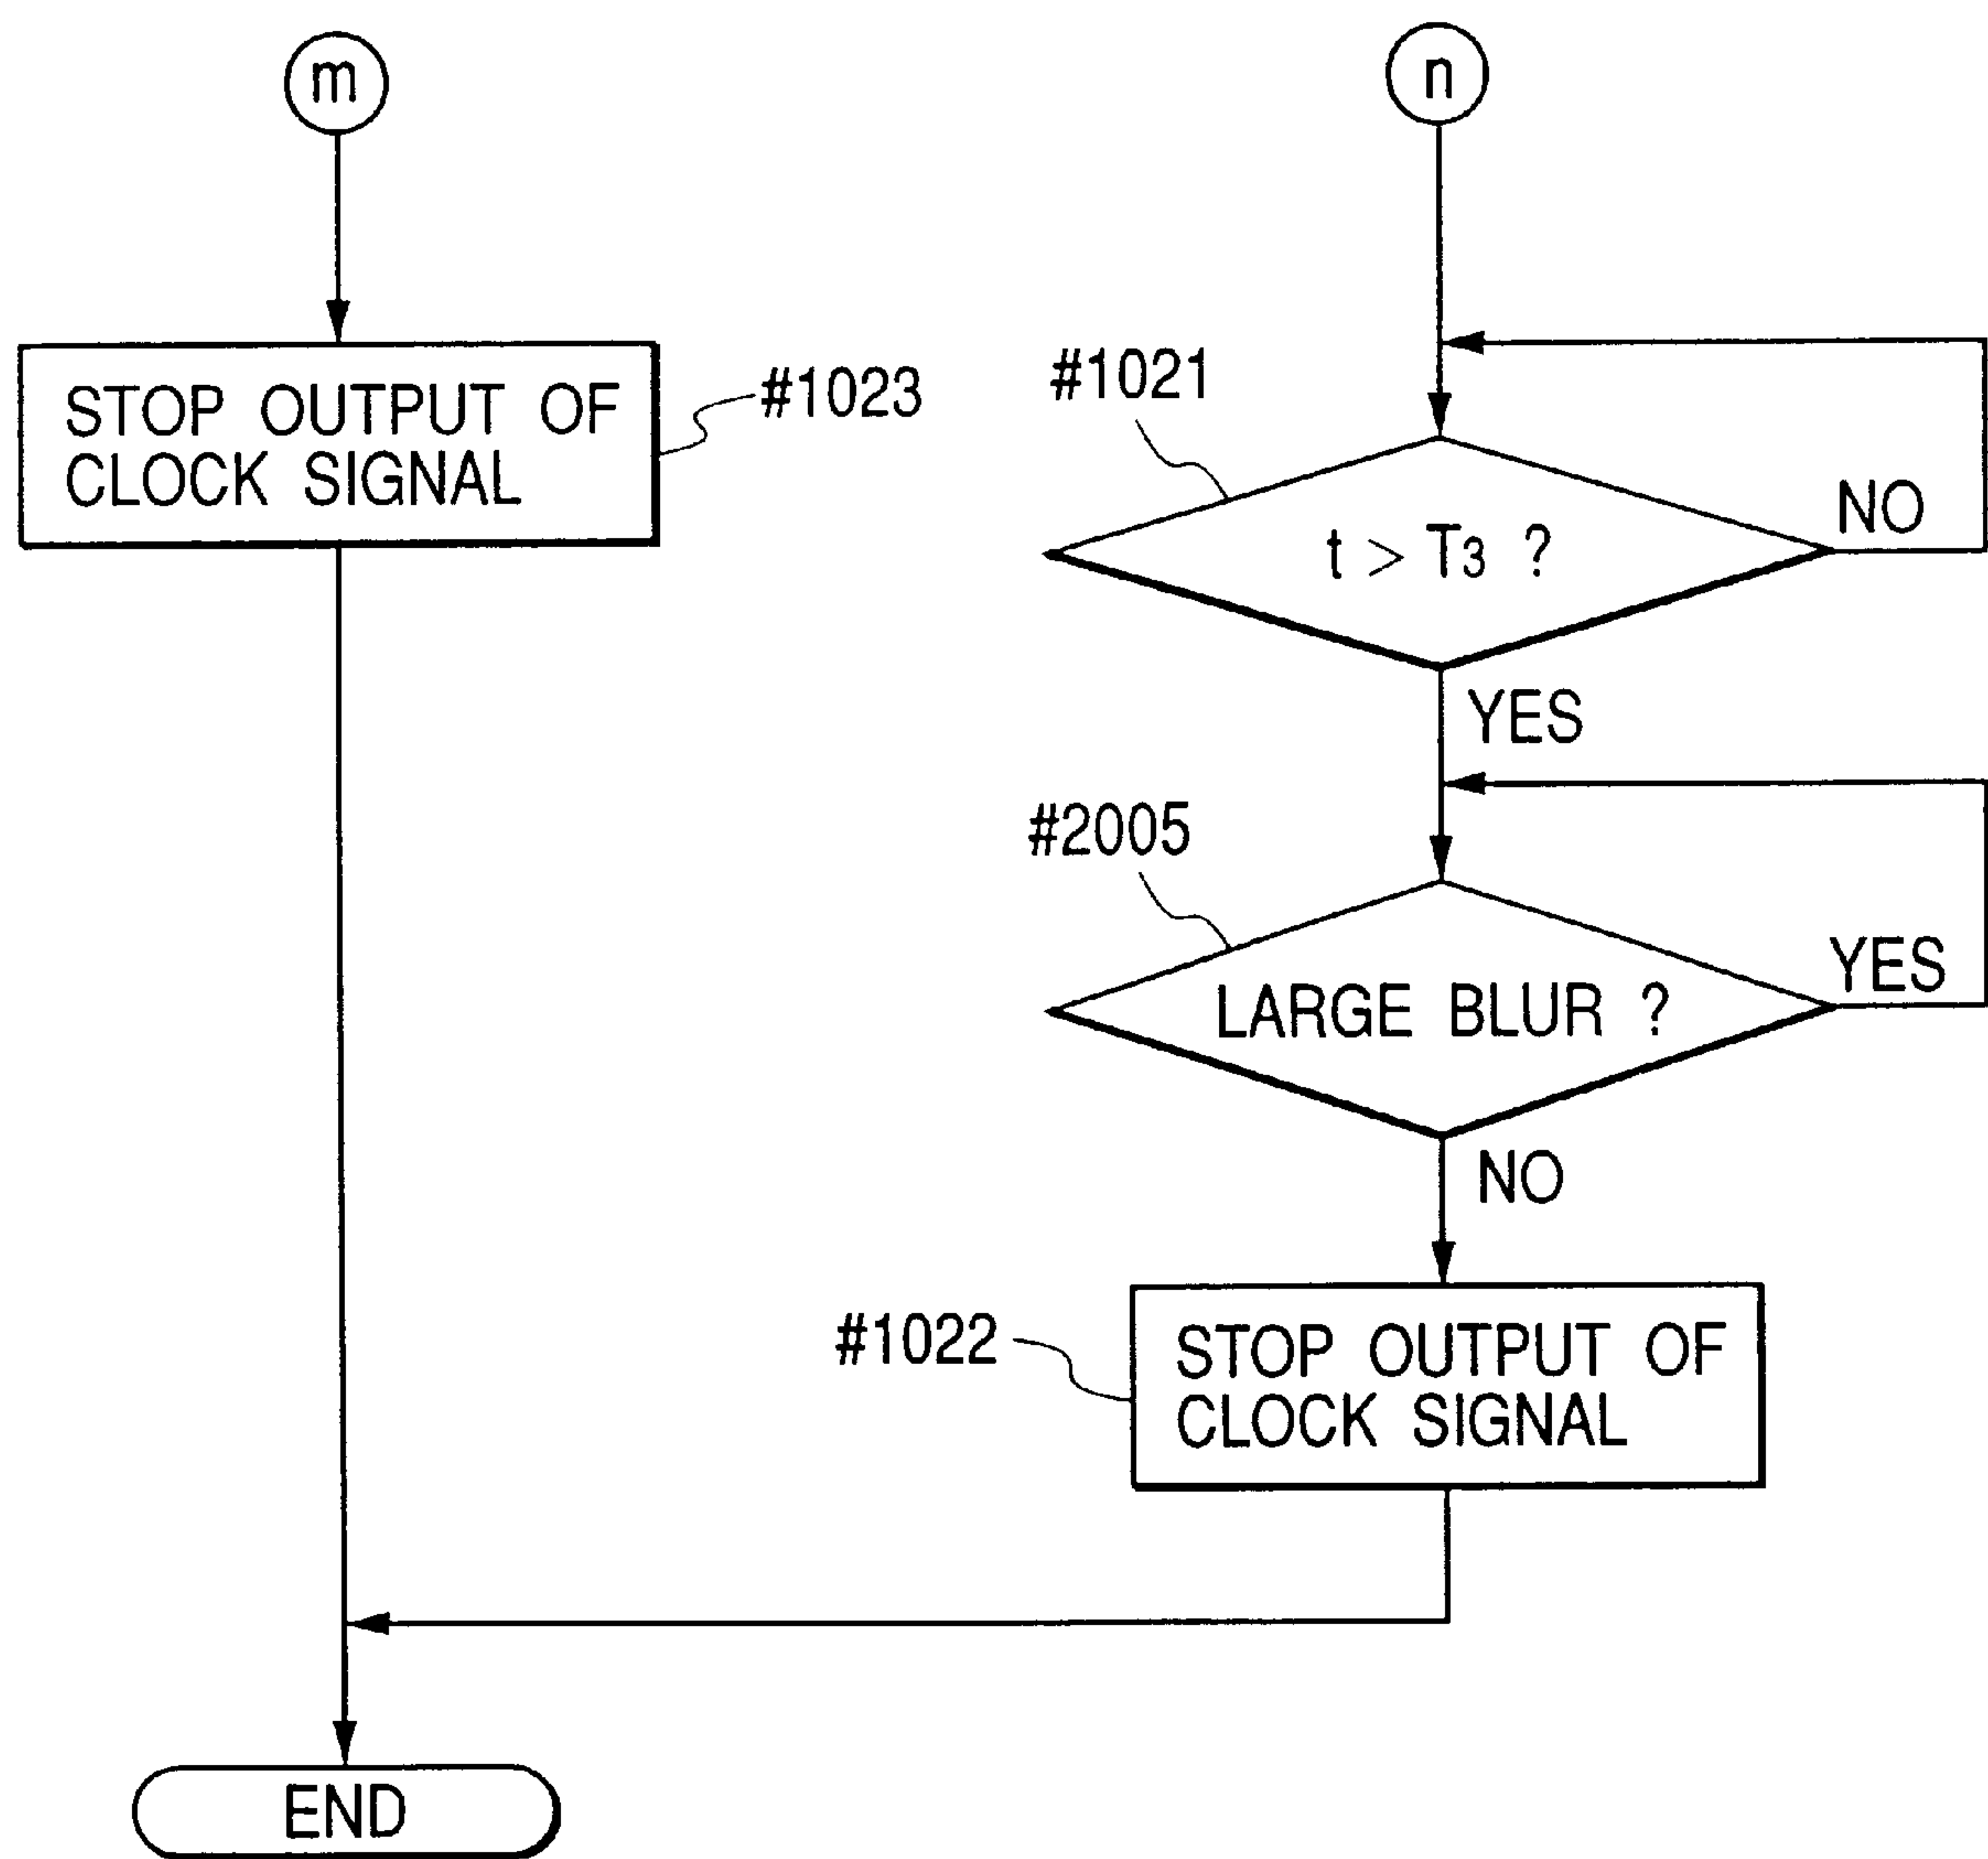 m
n
STOP OUTPUT OF
CLOCK SIGNAL
#1023
#1021
t > T3 ?
NO
YES
#2005
LARGE BLUR ?
YES
NO
#1022
STOP OUTPUT OF
CLOCK SIGNAL
END